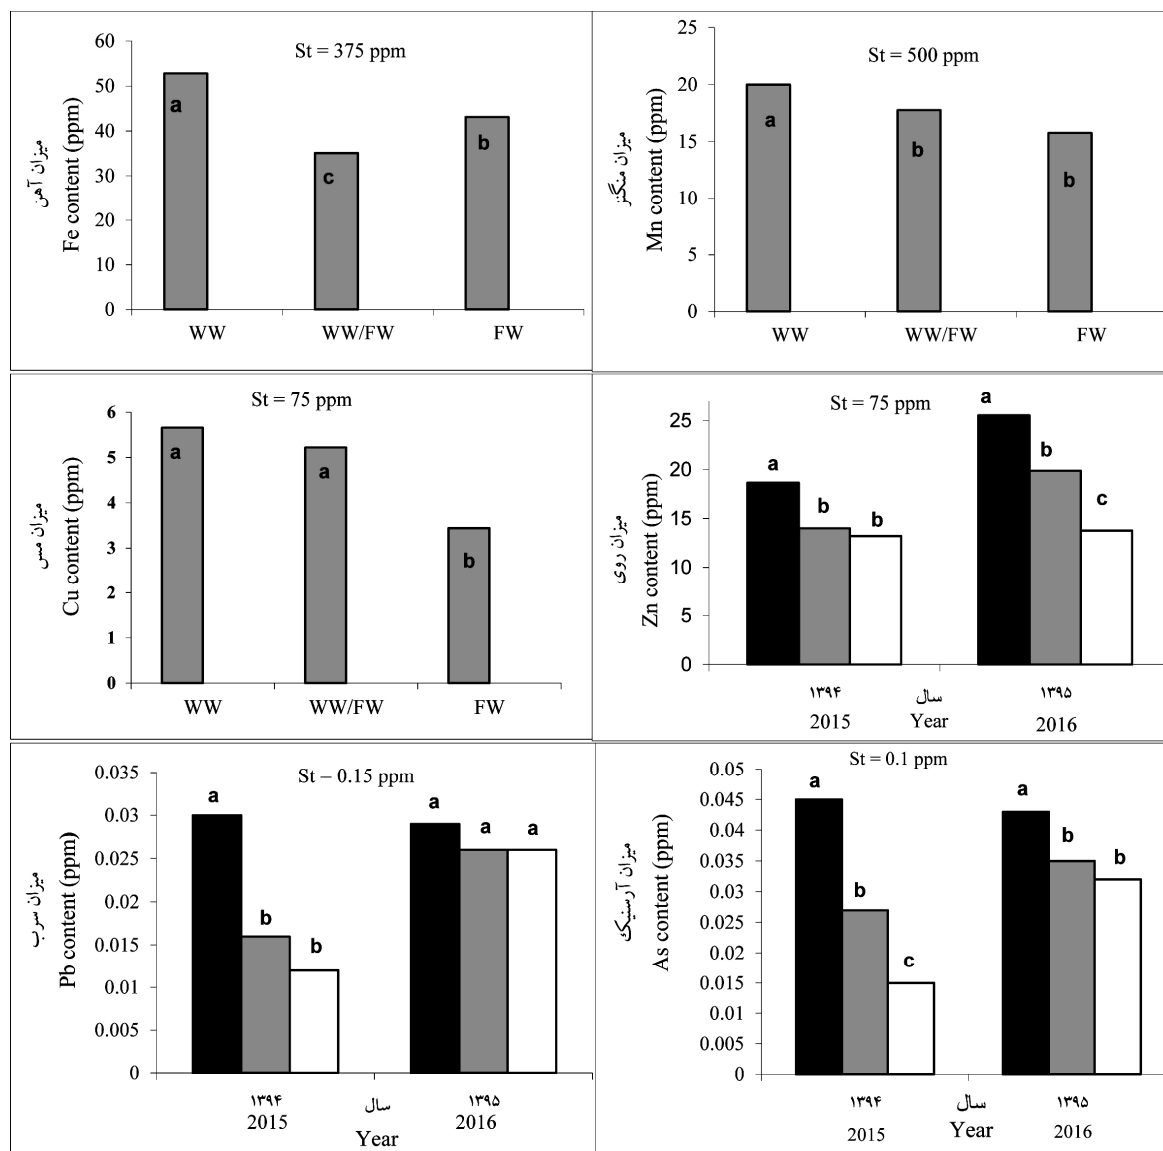 St = 375 ppm
میزان آهن
Fe content (ppm)
60
50
40
30
20
10
0
a
c
b
WW
WW/FW
FW
St = 500 ppm
میزان منگنز
Mn content (ppm)
25
20
15
10
5
0
a
b
b
WW
WW/FW
FW
St = 75 ppm
میزان مس
Cu content (ppm)
6
5
4
3
2
1
0
a
a
b
WW
WW/FW
FW
St = 75 ppm
میزان روی
Zn content (ppm)
25
20
15
10
5
0
a
b
b
a
b
c
۱۳۹۴
سال
۱۳۹۵
2015
Year
2016
St – 0.15 ppm
میزان سرب
Pb content (ppm)
0.035
0.03
0.025
0.02
0.015
0.01
0.005
0
a
b
b
a
a
a
۱۳۹۴
سال
۱۳۹۵
2015
Year
2016
St = 0.1 ppm
میزان آرسنیک
As content (ppm)
0.05
0.045
0.04
0.035
0.03
0.025
0.02
0.015
0.01
0.005
0
a
b
c
a
b
b
۱۳۹۴
سال
۱۳۹۵
2015
Year
2016